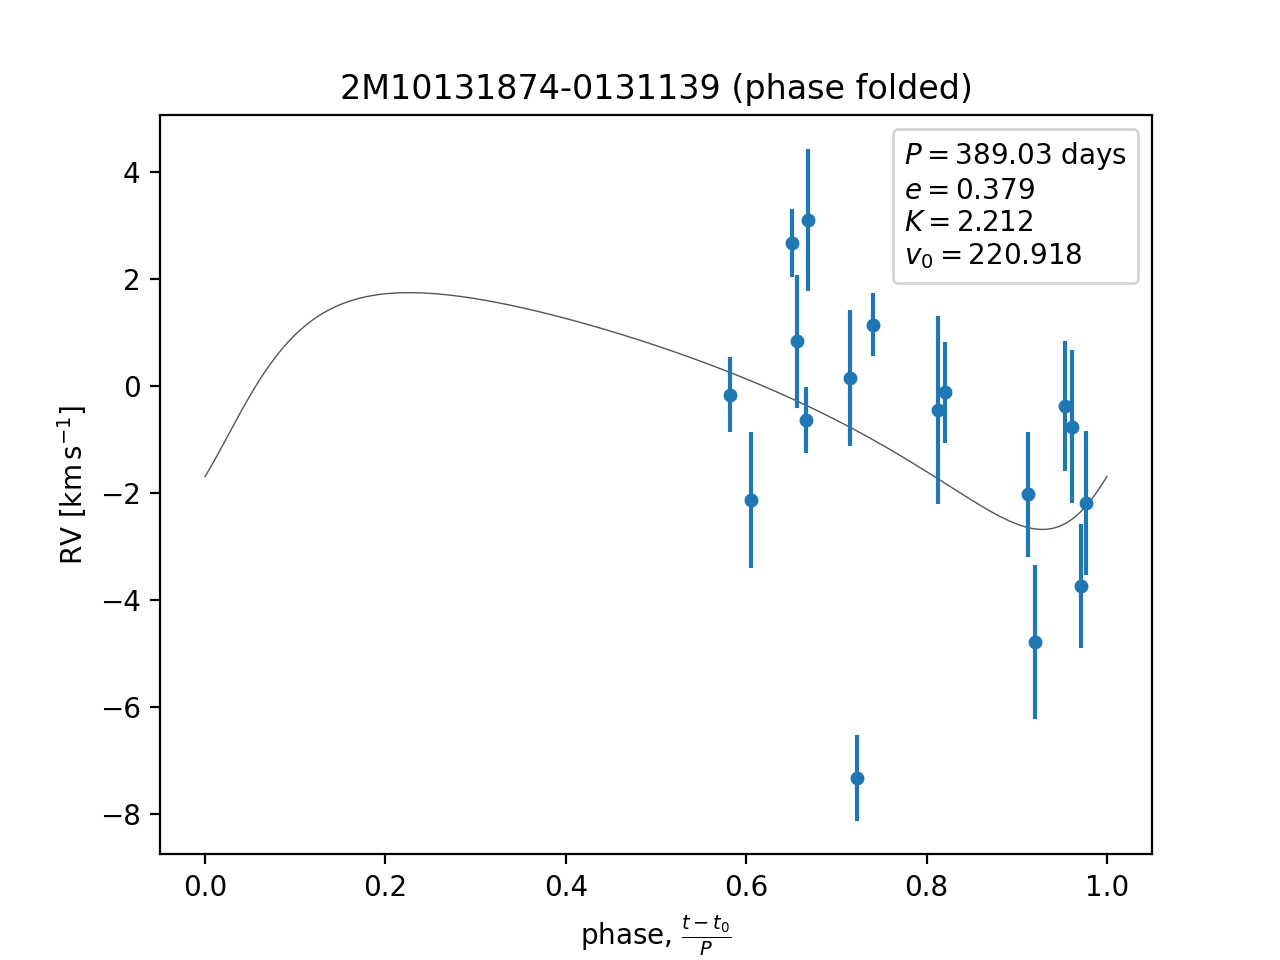 2M10131874-0131139 (phase folded)
P = 389.03 days
e = 0.379
K = 2.212
v₀ = 220.918
RV [km s⁻¹]
4
2
0
−2
−4
−6
−8
0.0 0.2 0.4 0.6 0.8 1.0
phase, (t − t₀)/P